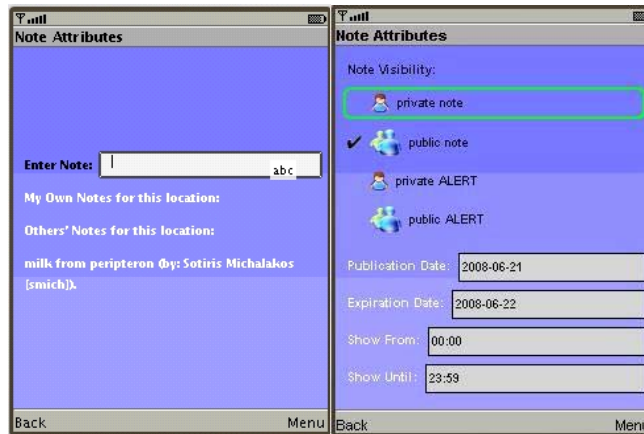 Note Attributes
Enter Note:
abc
My Own Notes for this location:
Others' Notes for this location:
milk from peripteron (by: Sotiris Michalakos
[smich]).
Back Menu
Note Attributes
Note Visibility:
private note
public note
private ALERT
public ALERT
Publication Date: 2008-06-21
Expiration Date: 2008-06-22
Show From: 00:00
Show Until: 23:59
Back Menu